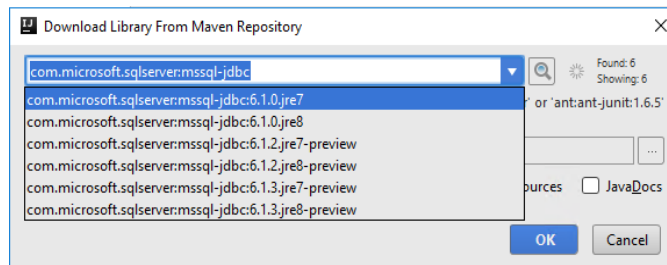 Download Library From Maven Repository
com.microsoft.sqlserver:mssql-jdbc
Found: 6
Showing: 6
com.microsoft.sqlserver:mssql-jdbc:6.1.0.jre7
' or 'ant:ant-junit:1.6.5'
com.microsoft.sqlserver:mssql-jdbc:6.1.0.jre8
com.microsoft.sqlserver:mssql-jdbc:6.1.2.jre7-preview
...
com.microsoft.sqlserver:mssql-jdbc:6.1.2.jre8-preview
com.microsoft.sqlserver:mssql-jdbc:6.1.3.jre7-preview
JavaDocs
com.microsoft.sqlserver:mssql-jdbc:6.1.3.jre8-preview
OK Cancel